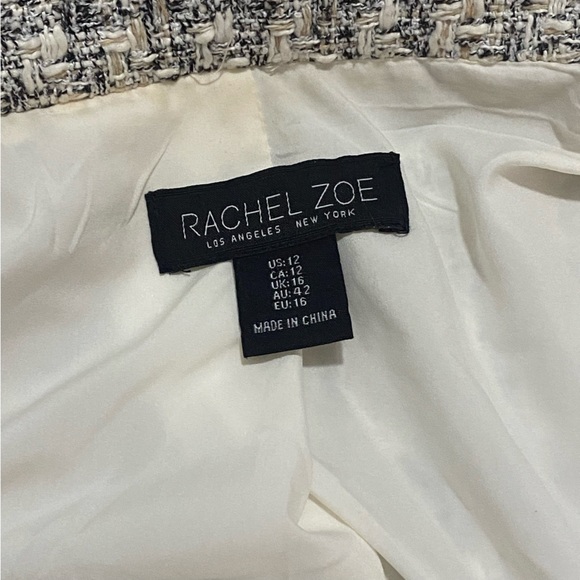 RACHEL ZOE
LOS ANGELES NEW YORK
US:12
CA:12
UK:16
AU:42
EU:16
MADE IN CHINA